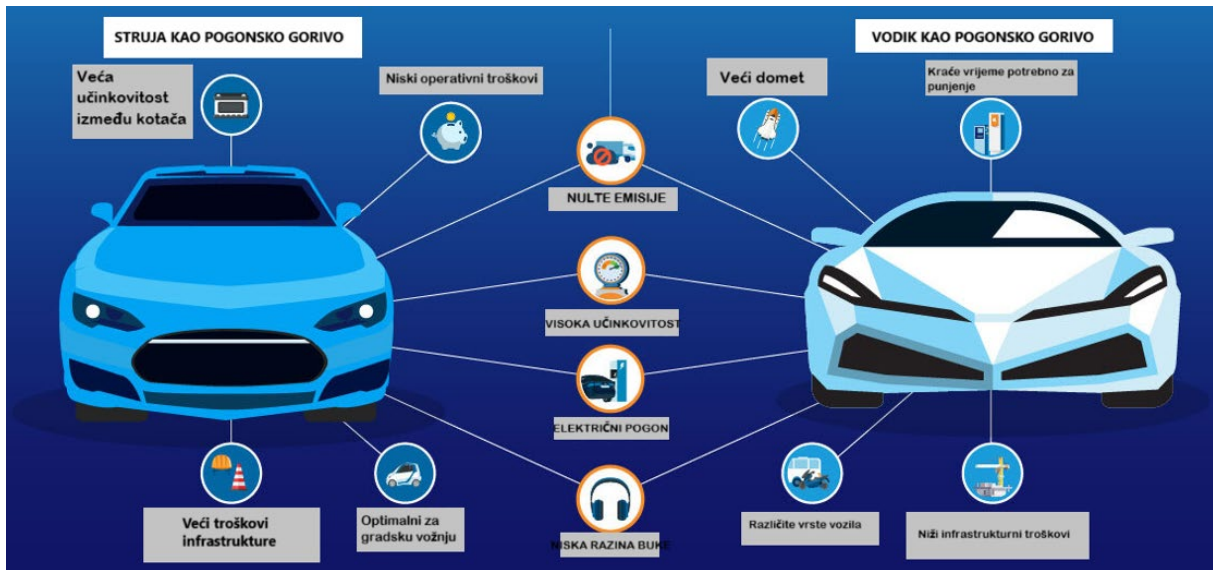 STRUJA KAO POGONSKO GORIVO
Veća
učinkovitost
između kotača
Niski operativni troškovi
Veći troškovi
infrastrukture
Optimalni za
gradsku vožnju
NULTE EMISIJE
VISOKA UČINKOVITOST
ELEKTRIČNI POGON
NISKA RAZINA BUKE
VODIK KAO POGONSKO GORIVO
Veći domet
Kraće vrijeme potrebno za
punjenje
Različite vrste vozila
Niži infrastrukturni troškovi